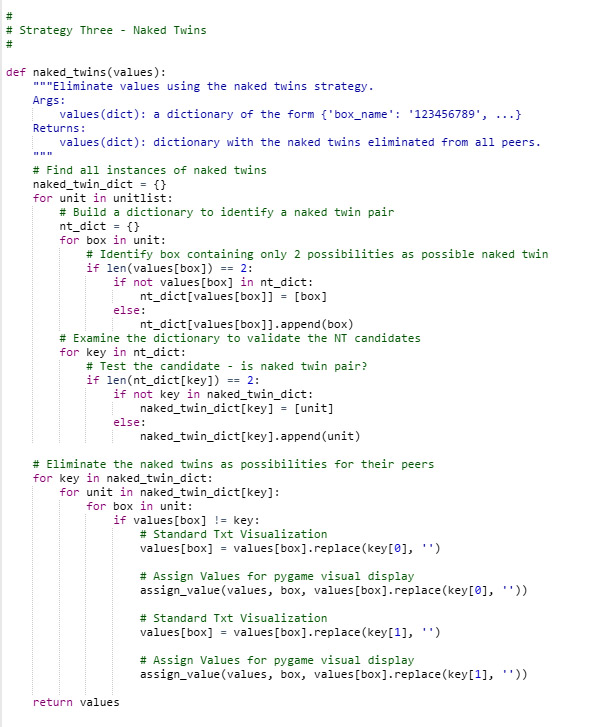 #
# Strategy Three - Naked Twins
#
def naked_twins(values):
    """Eliminate values using the naked twins strategy.
    Args:
        values(dict): a dictionary of the form {'box_name': '123456789', ...}
    Returns:
        values(dict): dictionary with the naked twins eliminated from all peers.
    """
    # Find all instances of naked twins
    naked_twin_dict = {}
    for unit in unitlist:
        # Build a dictionary to identify a naked twin pair
        nt_dict = {}
        for box in unit:
            # Identify box containing only 2 possibilities as possible naked twin
            if len(values[box]) == 2:
                if not values[box] in nt_dict:
                    nt_dict[values[box]] = [box]
                else:
                    nt_dict[values[box]].append(box)
        # Examine the dictionary to validate the NT candidates
        for key in nt_dict:
            # Test the candidate - is naked twin pair?
            if len(nt_dict[key]) == 2:
                if not key in naked_twin_dict:
                    naked_twin_dict[key] = [unit]
                else:
                    naked_twin_dict[key].append(unit)
    # Eliminate the naked twins as possibilities for their peers
    for key in naked_twin_dict:
        for unit in naked_twin_dict[key]:
            for box in unit:
                if values[box] != key:
                    # Standard Txt Visualization
                    values[box] = values[box].replace(key[0], '')
                    # Assign Values for pygame visual display
                    assign_value(values, box, values[box].replace(key[0], ''))
                    # Standard Txt Visualization
                    values[box] = values[box].replace(key[1], '')
                    # Assign Values for pygame visual display
                    assign_value(values, box, values[box].replace(key[1], ''))
    return values